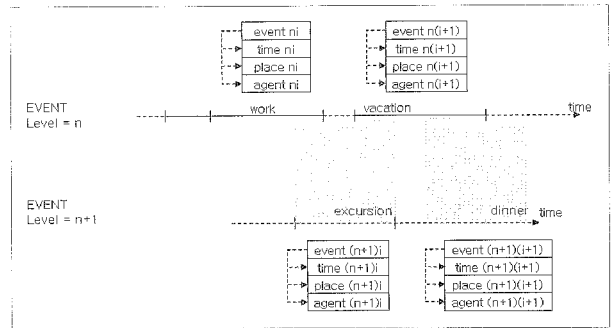 event ni
time ni
place ni
agent ni
event n(i+1)
time n(i+1)
place n(i+1)
agent n(i+1)
EVENT
Level = n
work
vacation
time
EVENT
Level = n+1
excursion
dinner
time
event (n+1)i
time (n+1)i
place (n+1)i
agent (n+1)i
event (n+1)(i+1)
time (n+1)(i+1)
place (n+1)(i+1)
agent (n+1)(i+1)